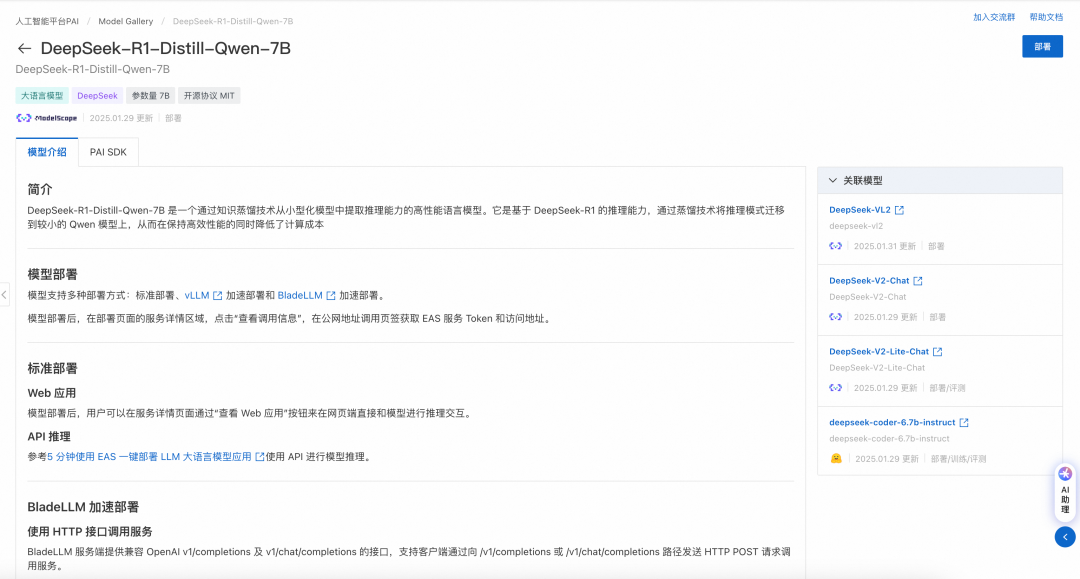 人工智能平台PAI / Model Gallery / DeepSeek-R1-Distill-Qwen-7B
加入交流群 帮助文档
← DeepSeek-R1-Distill-Qwen-7B
部署
DeepSeek-R1-Distill-Qwen-7B
大语言模型 DeepSeek 参数量 7B 开源协议 MIT
ModelScope 2025.01.29 更新 部署
模型介绍 PAI SDK
简介
DeepSeek-R1-Distill-Qwen-7B 是一个通过知识蒸馏技术从小型化模型中提取推理能力的高性能语言模型。它是基于 DeepSeek-R1 的推理能力，通过蒸馏技术将推理模式迁移
到较小的 Qwen 模型上，从而在保持高效性能的同时降低了计算成本
模型部署
模型支持多种部署方式：标准部署、vLLM 加速部署和 BladeLLM 加速部署。
模型部署后，在部署页面的服务详情区域，点击“查看调用信息”，在公网地址调用页签获取 EAS 服务 Token 和访问地址。
标准部署
Web 应用
模型部署后，用户可以在服务详情页面通过“查看 Web 应用”按钮来在网页端直接和模型进行推理交互。
API 推理
参考5 分钟使用 EAS 一键部署 LLM 大语言模型应用 使用 API 进行模型推理。
BladeLLM 加速部署
使用 HTTP 接口调用服务
BladeLLM 服务端提供兼容 OpenAI v1/completions 及 v1/chat/completions 的接口，支持客户端通过向 /v1/completions 或 /v1/chat/completions 路径发送 HTTP POST 请求调
用服务。
关联模型
DeepSeek-VL2
deepseek-vl2
2025.01.31 更新 部署
DeepSeek-V2-Chat
DeepSeek-V2-Chat
2025.01.29 更新 部署
DeepSeek-V2-Lite-Chat
DeepSeek-V2-Lite-Chat
2025.01.29 更新 部署/评测
deepseek-coder-6.7b-instruct
deepseek-coder-6.7b-instruct
2025.01.29 更新 部署/训练/评测
AI
助
理